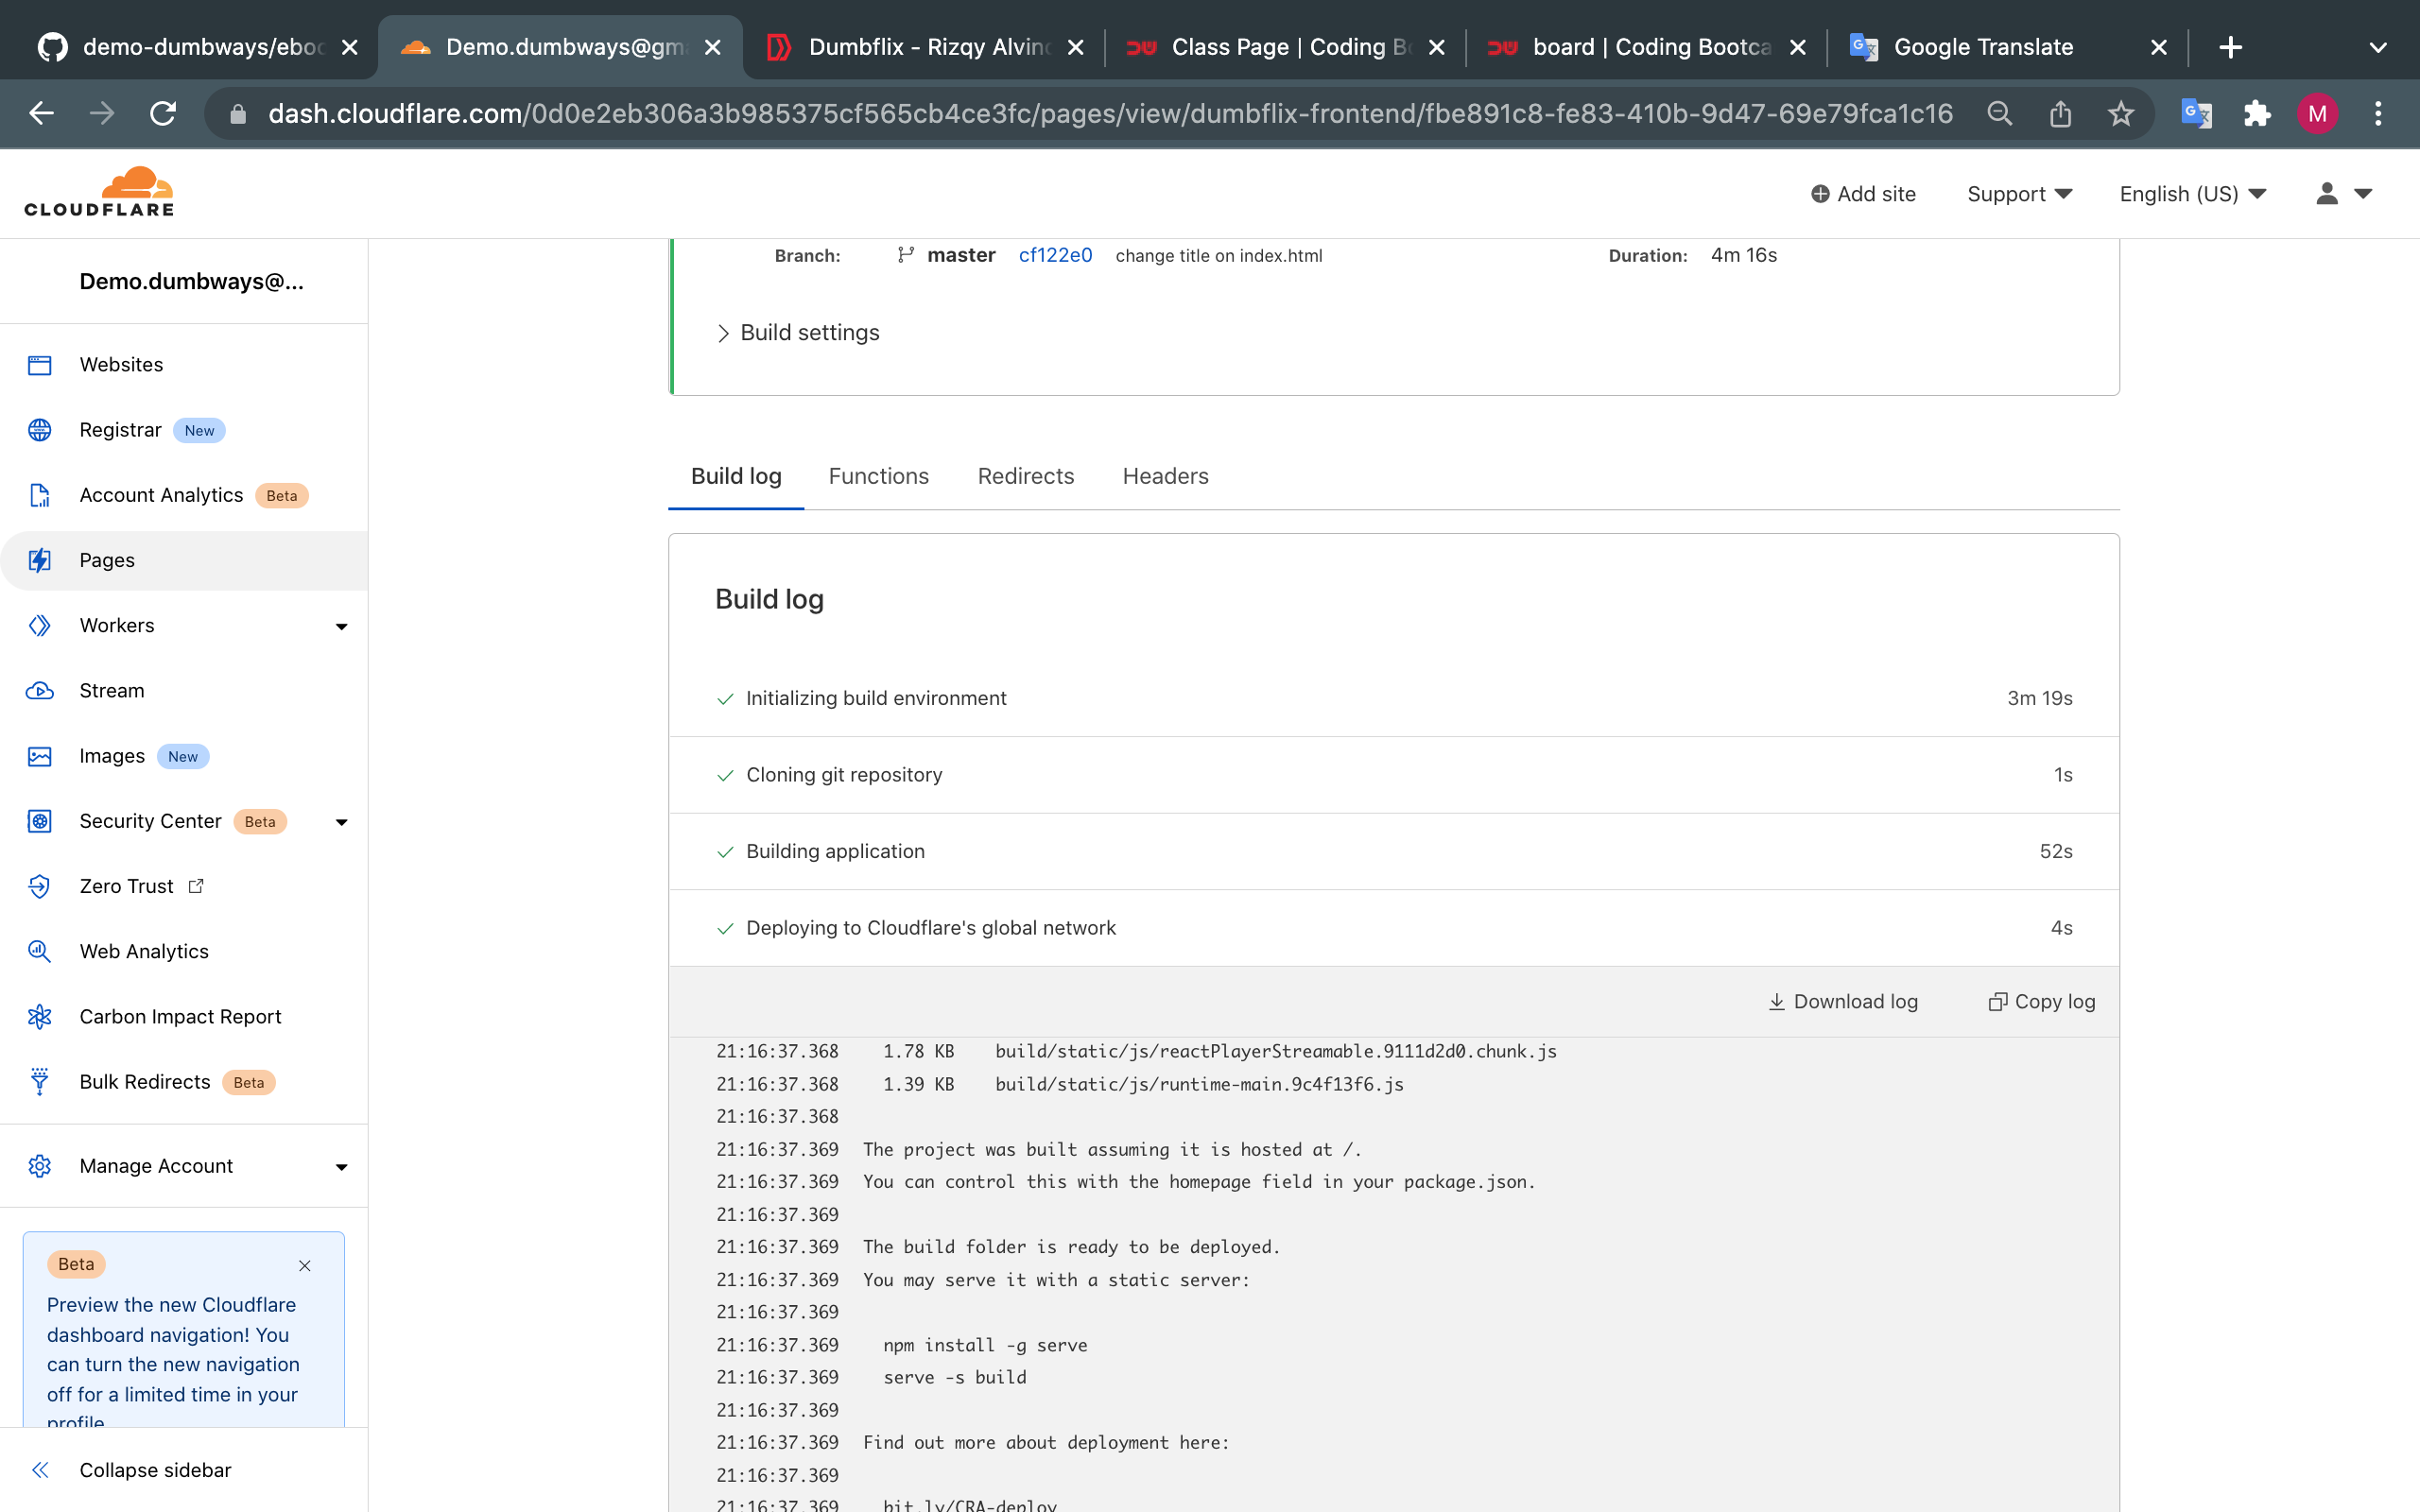 demo-dumbways/eboo
Demo.dumbways@gma
Dumbflix - Rizqy Alvino
Class Page | Coding Bo
board | Coding Bootca
Google Translate
dash.cloudflare.com/0d0e2eb306a3b985375cf565cb4ce3fc/pages/view/dumbflix-frontend/fbe891c8-fe83-410b-9d47-69e79fca1c16
M
CLOUDFLARE
Add site
Support
English (US)
Demo.dumbways@...
Websites
Registrar New
Account Analytics Beta
Pages
Workers
Stream
Images New
Security Center Beta
Zero Trust
Web Analytics
Carbon Impact Report
Bulk Redirects Beta
Manage Account
Beta
Preview the new Cloudflare
dashboard navigation! You
can turn the new navigation
off for a limited time in your
profile
Collapse sidebar
Branch: master cf122e0 change title on index.html Duration: 4m 16s
Build settings
Build log Functions Redirects Headers
Build log
Initializing build environment 3m 19s
Cloning git repository 1s
Building application 52s
Deploying to Cloudflare's global network 4s
Download log Copy log
21:16:37.368 1.78 KB build/static/js/reactPlayerStreamable.9111d2d0.chunk.js
21:16:37.368 1.39 KB build/static/js/runtime-main.9c4f13f6.js
21:16:37.368
21:16:37.369 The project was built assuming it is hosted at /.
21:16:37.369 You can control this with the homepage field in your package.json.
21:16:37.369
21:16:37.369 The build folder is ready to be deployed.
21:16:37.369 You may serve it with a static server:
21:16:37.369
21:16:37.369 npm install -g serve
21:16:37.369 serve -s build
21:16:37.369
21:16:37.369 Find out more about deployment here:
21:16:37.369
21:16:37.369 bit.ly/CRA-deploy